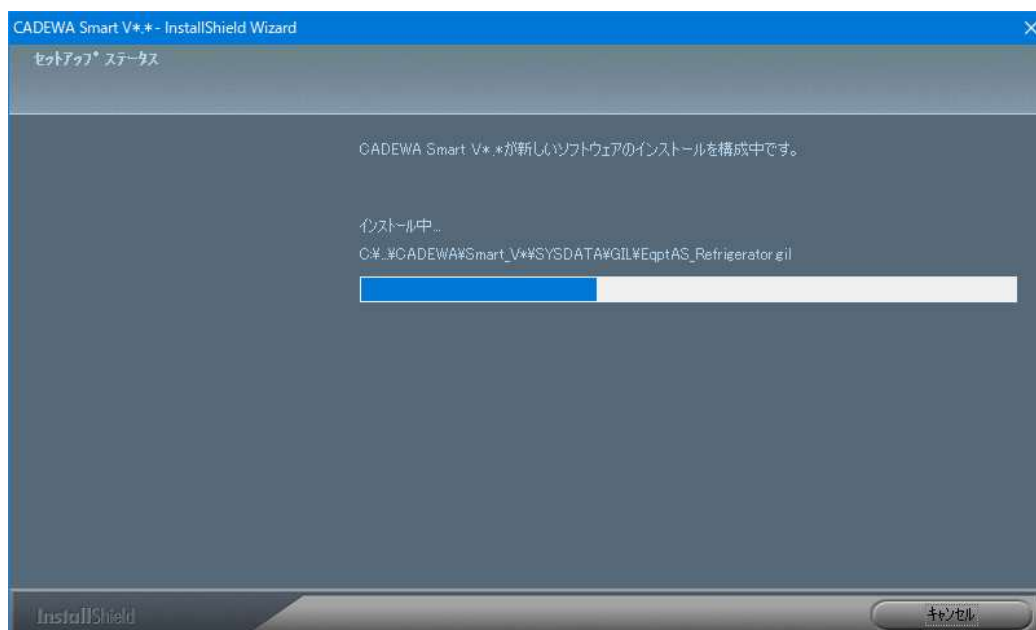 CADEWA Smart V*.* - InstallShield Wizard
ｾｯﾄｱｯﾌﾟ ｽﾃｰﾀｽ
CADEWA Smart V*.*が新しいソフトウェアのインストールを構成中です。
インストール中...
C:¥...¥CADEWA¥Smart_V*¥SYSDATA¥GIL¥EqptAS_Refrigerator.gil
InstallShield
ｷｬﾝｾﾙ